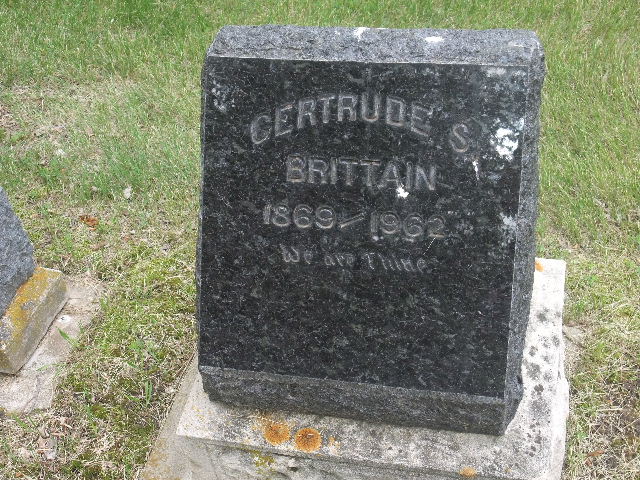 GERTRUDE S.
BRITTAIN
1869-1962
We are Thine